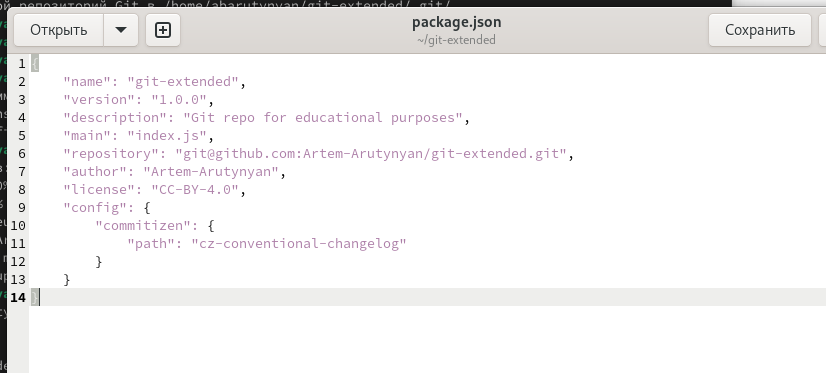 ой репозиторий Git в /home/abarutynyan/git-extended/.git/
Открыть
package.json
~/git-extended
Сохранить
1 {
2 "name": "git-extended",
3 "version": "1.0.0",
4 "description": "Git repo for educational purposes",
5 "main": "index.js",
6 "repository": "git@github.com:Artem-Arutynyan/git-extended.git",
7 "author": "Artem-Arutynyan",
8 "license": "CC-BY-4.0",
9 "config": {
10 "commitizen": {
11 "path": "cz-conventional-changelog"
12 }
13 }
14 }